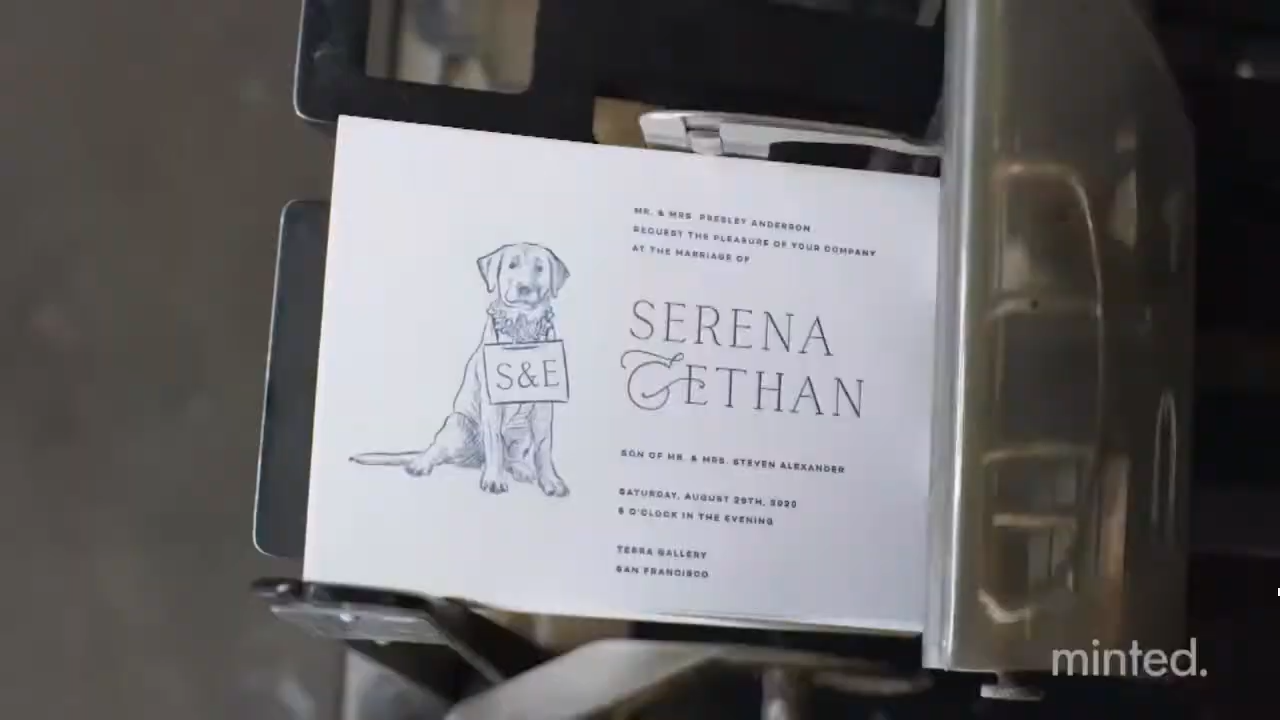 MR. & MRS. PRESLEY ANDERSON
REQUEST THE PLEASURE OF YOUR COMPANY
AT THE MARRIAGE OF
SERENA
& ETHAN
S&E
SON OF MR. & MRS. STEVEN ALEXANDER
SATURDAY, AUGUST 29TH, 2020
6 O'CLOCK IN THE EVENING
TERRA GALLERY
SAN FRANCISCO
minted.